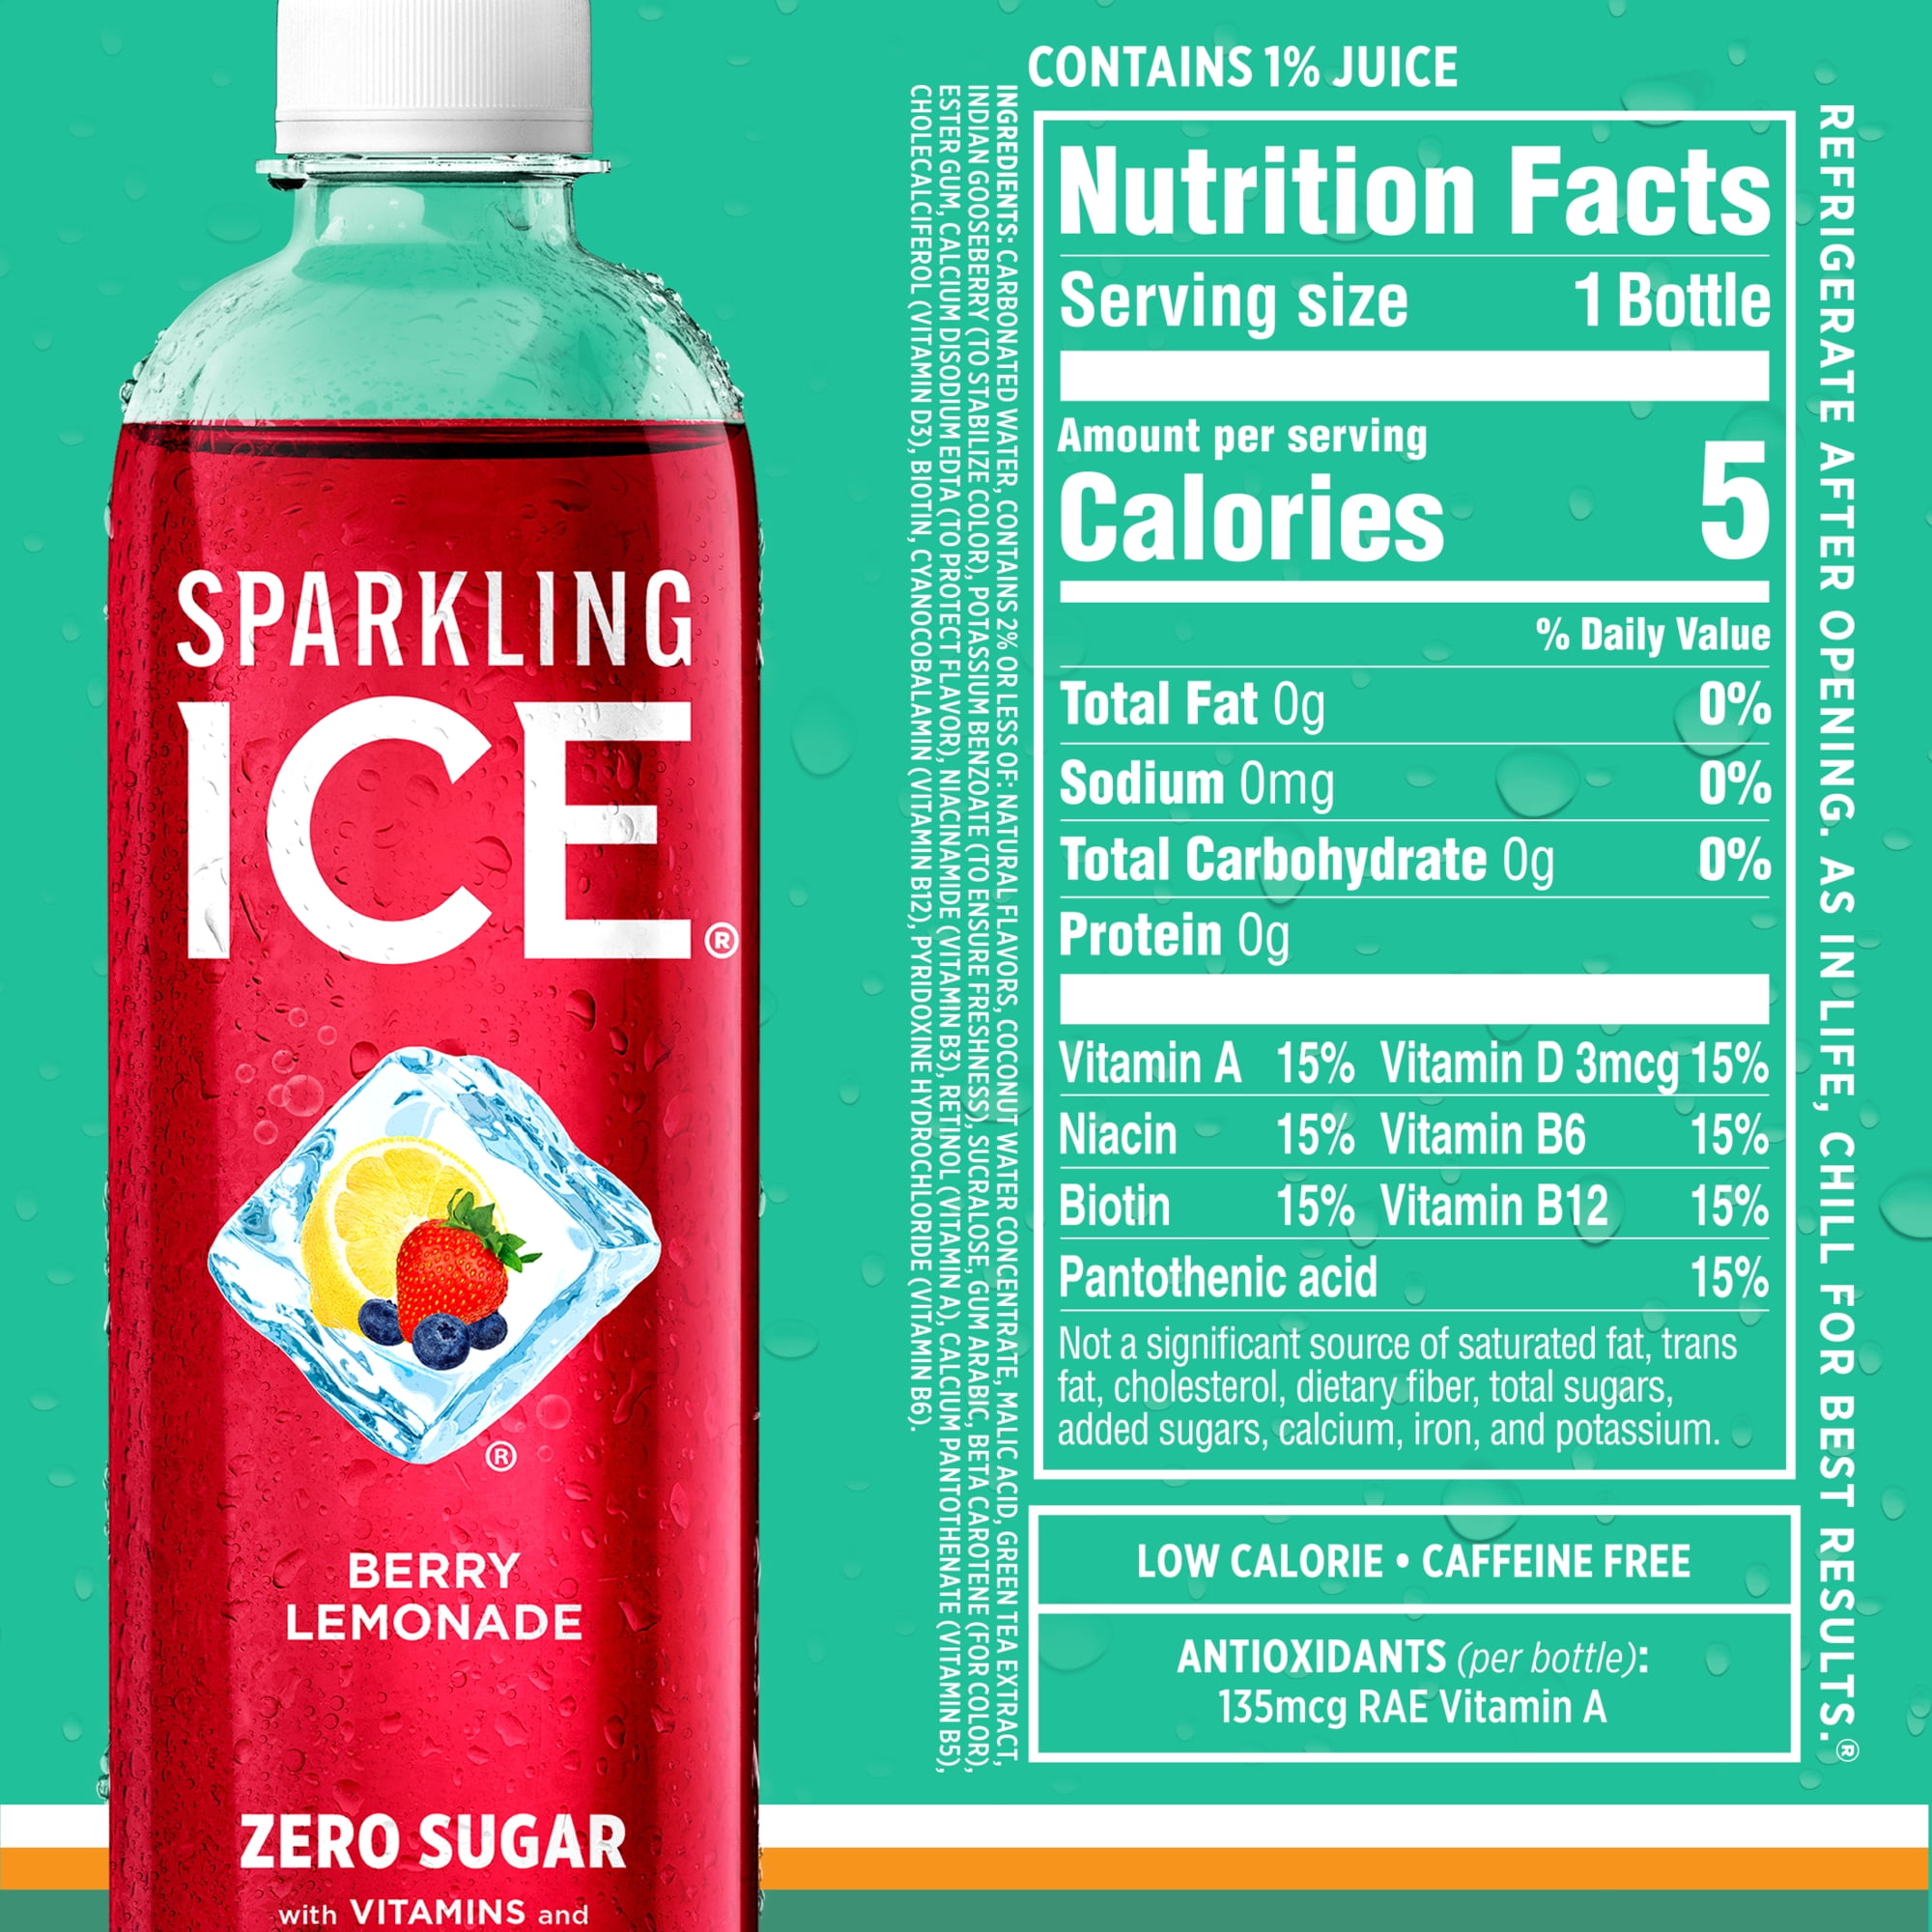 SPARKLING
ICE®
®
BERRY
LEMONADE
ZERO SUGAR
with VITAMINS and
INGREDIENTS: CARBONATED WATER, CONTAINS 2% OR LESS OF: NATURAL FLAVORS, COCONUT WATER CONCENTRATE, MALIC ACID, GREEN TEA EXTRACT,
INDIAN GOOSEBERRY (TO STABILIZE COLOR), POTASSIUM BENZOATE (TO ENSURE FRESHNESS), SUCRALOSE, GUM ARABIC, BETA CAROTENE (FOR COLOR),
ESTER GUM, CALCIUM DISODIUM EDTA (TO PROTECT FLAVOR), NIACINAMIDE (VITAMIN B3), RETINOL (VITAMIN A), CALCIUM PANTOTHENATE (VITAMIN B5),
CHOLECALCIFEROL (VITAMIN D3), BIOTIN, CYANOCOBALAMIN (VITAMIN B12), PYRIDOXINE HYDROCHLORIDE (VITAMIN B6).
CONTAINS 1% JUICE
Nutrition Facts
Serving size 1 Bottle
Amount per serving
Calories 5
% Daily Value
Total Fat 0g 0%
Sodium 0mg 0%
Total Carbohydrate 0g 0%
Protein 0g
Vitamin A 15% Vitamin D 3mcg 15%
Niacin 15% Vitamin B6 15%
Biotin 15% Vitamin B12 15%
Pantothenic acid 15%
Not a significant source of saturated fat, trans
fat, cholesterol, dietary fiber, total sugars,
added sugars, calcium, iron, and potassium.
LOW CALORIE • CAFFEINE FREE
ANTIOXIDANTS (per bottle):
135mcg RAE Vitamin A
REFRIGERATE AFTER OPENING. AS IN LIFE, CHILL FOR BEST RESULTS.®